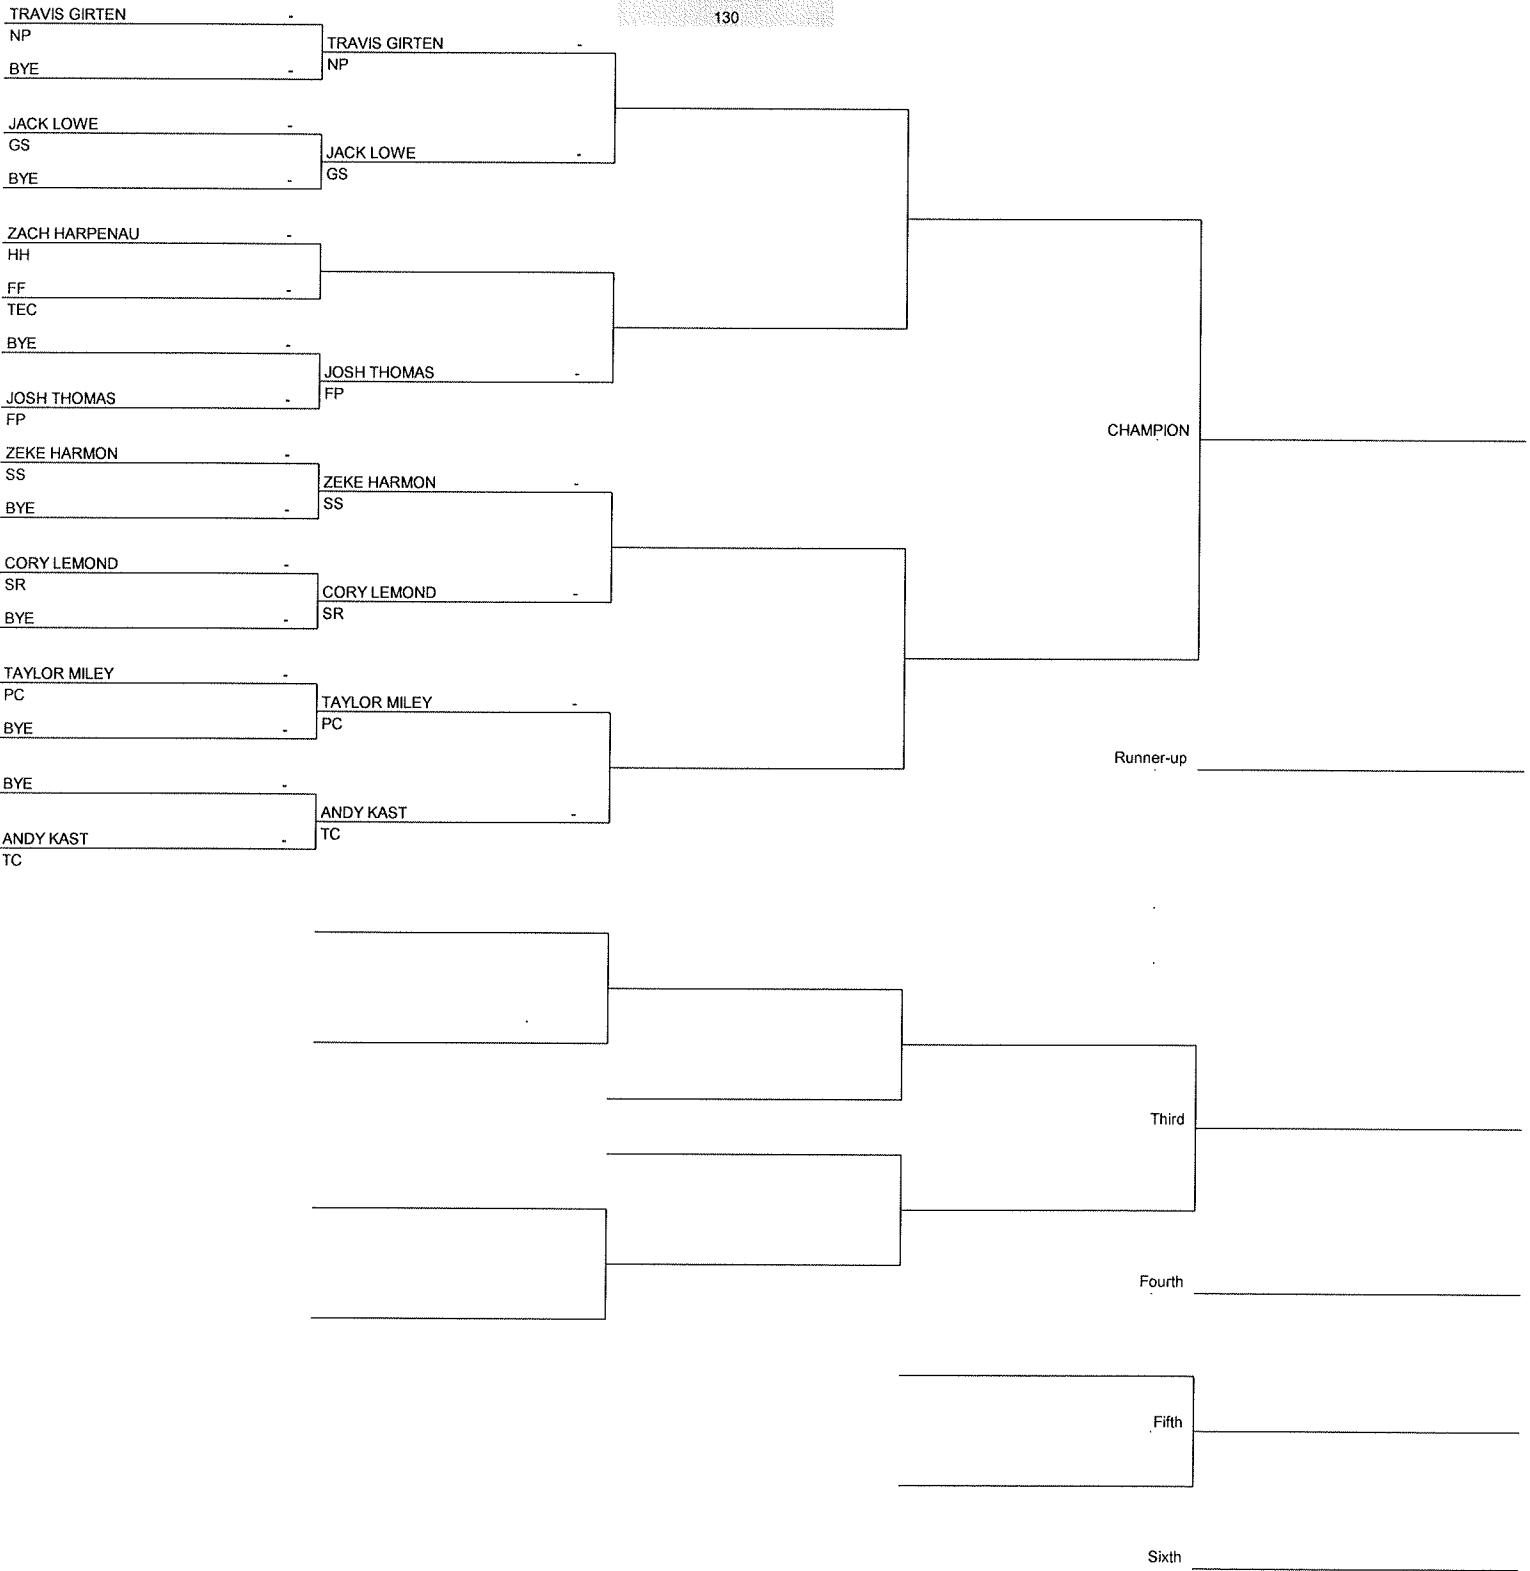 130
TRAVIS GIRTEN -
NP
BYE -
TRAVIS GIRTEN -
NP
JACK LOWE -
GS
BYE -
JACK LOWE -
GS
ZACH HARPENAU -
HH
FF -
TEC
BYE -
JOSH THOMAS -
FP
JOSH THOMAS -
FP
ZEKE HARMON -
SS
BYE -
ZEKE HARMON -
SS
CORY LEMOND -
SR
BYE -
CORY LEMOND -
SR
TAYLOR MILEY -
PC
BYE -
TAYLOR MILEY -
PC
BYE -
ANDY KAST -
TC
ANDY KAST -
TC
CHAMPION
Runner-up
Third
Fourth
Fifth
Sixth